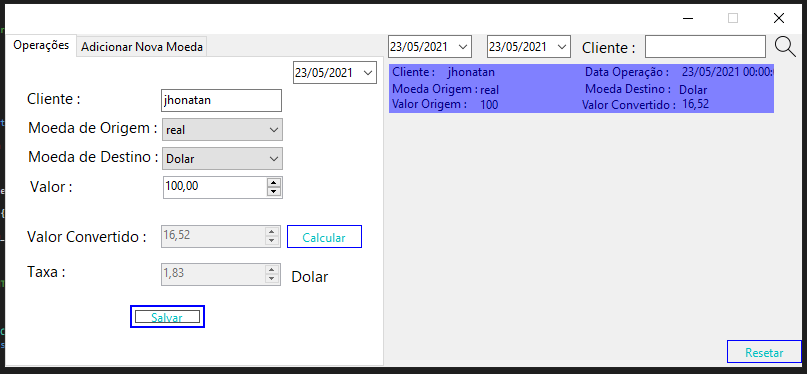 Operações
Adicionar Nova Moeda
23/05/2021
Cliente :
jhonatan
Moeda de Origem :
real
Moeda de Destino :
Dolar
Valor :
100,00
Valor Convertido :
16,52
Calcular
Taxa :
1,83
Dolar
Salvar
23/05/2021
23/05/2021
Cliente :
Cliente : jhonatan
Data Operação : 23/05/2021 00:00:
Moeda Origem : real
Moeda Destino : Dolar
Valor Origem : 100
Valor Convertido : 16,52
Resetar